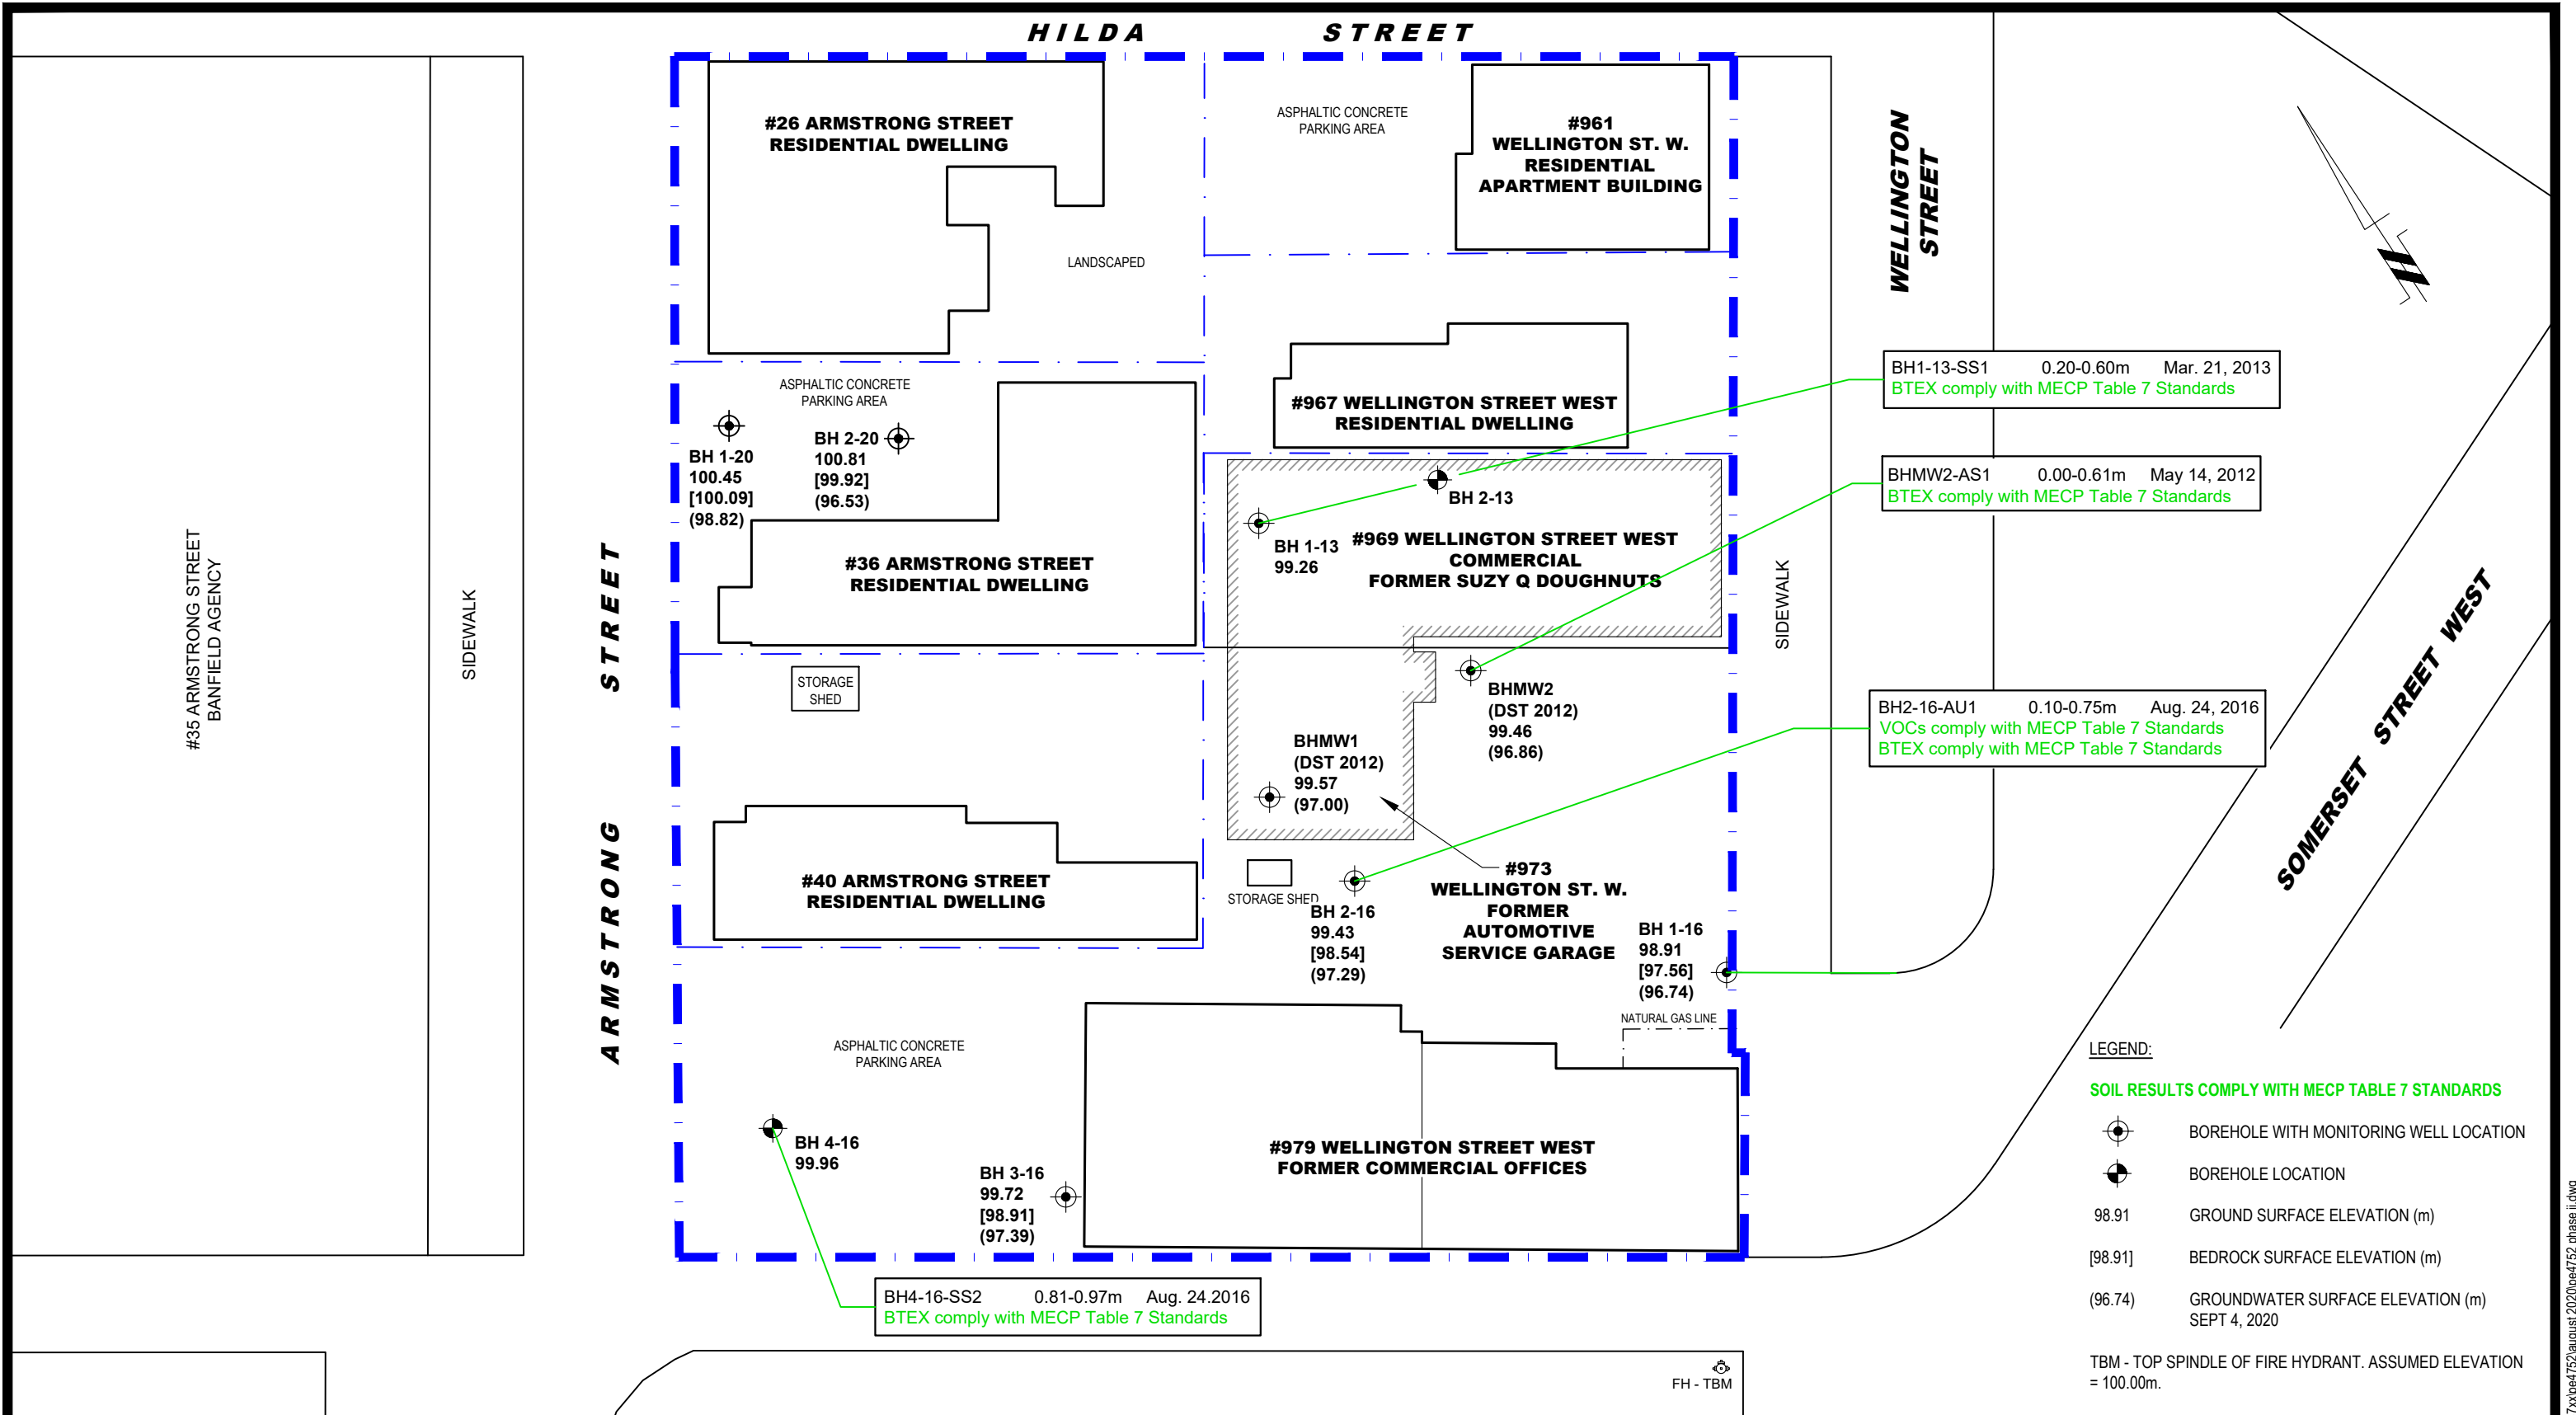 HILDA STREET
#26 ARMSTRONG STREET
RESIDENTIAL DWELLING
LANDSCAPED
ASPHALTIC CONCRETE
PARKING AREA
#961
WELLINGTON ST. W.
RESIDENTIAL
APARTMENT BUILDING
WELLINGTON
STREET
#35 ARMSTRONG STREET
BANFIELD AGENCY
SIDEWALK
ARMSTRONG STREET
ASPHALTIC CONCRETE
PARKING AREA
BH 1-20
100.45
[100.09]
(98.82)
BH 2-20
100.81
[99.92]
(96.53)
#36 ARMSTRONG STREET
RESIDENTIAL DWELLING
#967 WELLINGTON STREET WEST
RESIDENTIAL DWELLING
BH 2-13
BH 1-13
99.26
#969 WELLINGTON STREET WEST
COMMERCIAL
FORMER SUZY Q DOUGHNUTS
SIDEWALK
BH1-13-SS1 0.20-0.60m Mar. 21, 2013
BTEX comply with MECP Table 7 Standards
BHMW2-AS1 0.00-0.61m May 14, 2012
BTEX comply with MECP Table 7 Standards
BH2-16-AU1 0.10-0.75m Aug. 24, 2016
VOCs comply with MECP Table 7 Standards
BTEX comply with MECP Table 7 Standards
SOMERSET STREET WEST
STORAGE
SHED
BHMW2
(DST 2012)
99.46
(96.86)
BHMW1
(DST 2012)
99.57
(97.00)
#40 ARMSTRONG STREET
RESIDENTIAL DWELLING
STORAGE SHED
BH 2-16
99.43
[98.54]
(97.29)
#973
WELLINGTON ST. W.
FORMER
AUTOMOTIVE
SERVICE GARAGE
BH 1-16
98.91
[97.56]
(96.74)
NATURAL GAS LINE
ASPHALTIC CONCRETE
PARKING AREA
BH 4-16
99.96
BH 3-16
99.72
[98.91]
(97.39)
#979 WELLINGTON STREET WEST
FORMER COMMERCIAL OFFICES
BH4-16-SS2 0.81-0.97m Aug. 24.2016
BTEX comply with MECP Table 7 Standards
FH - TBM
LEGEND:
SOIL RESULTS COMPLY WITH MECP TABLE 7 STANDARDS
BOREHOLE WITH MONITORING WELL LOCATION
BOREHOLE LOCATION
98.91 GROUND SURFACE ELEVATION (m)
[98.91] BEDROCK SURFACE ELEVATION (m)
(96.74) GROUNDWATER SURFACE ELEVATION (m)
SEPT 4, 2020
TBM - TOP SPINDLE OF FIRE HYDRANT. ASSUMED ELEVATION
= 100.00m.